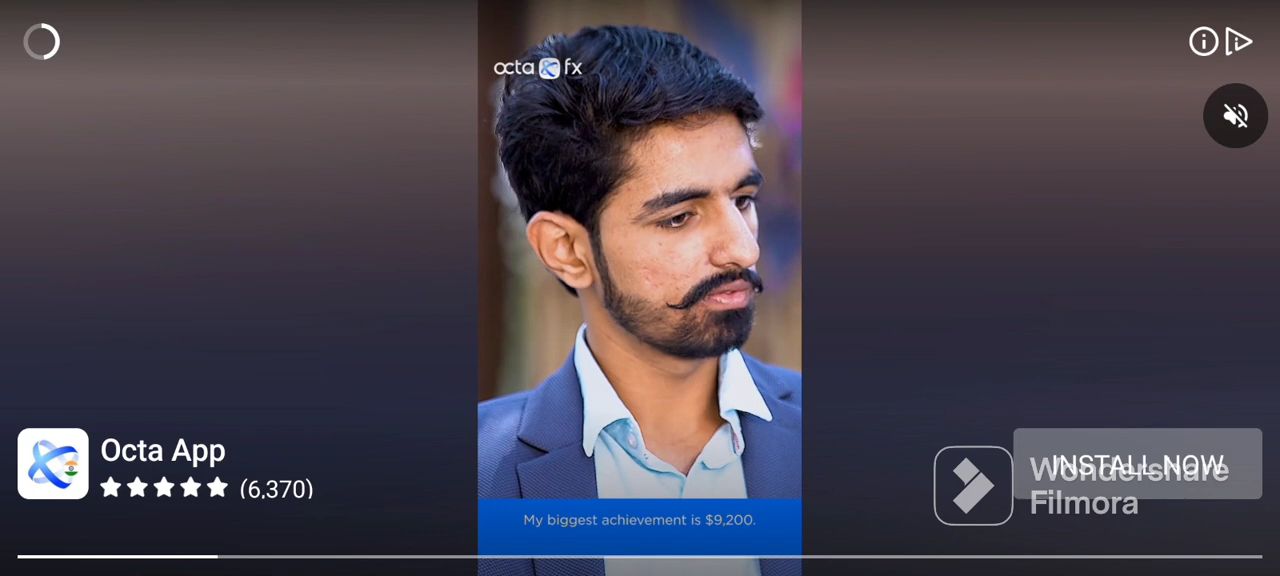 octa fx
Octa App
(6,370)
My biggest achievement is $9,200.
INSTALL NOW
Wondershare
Filmora